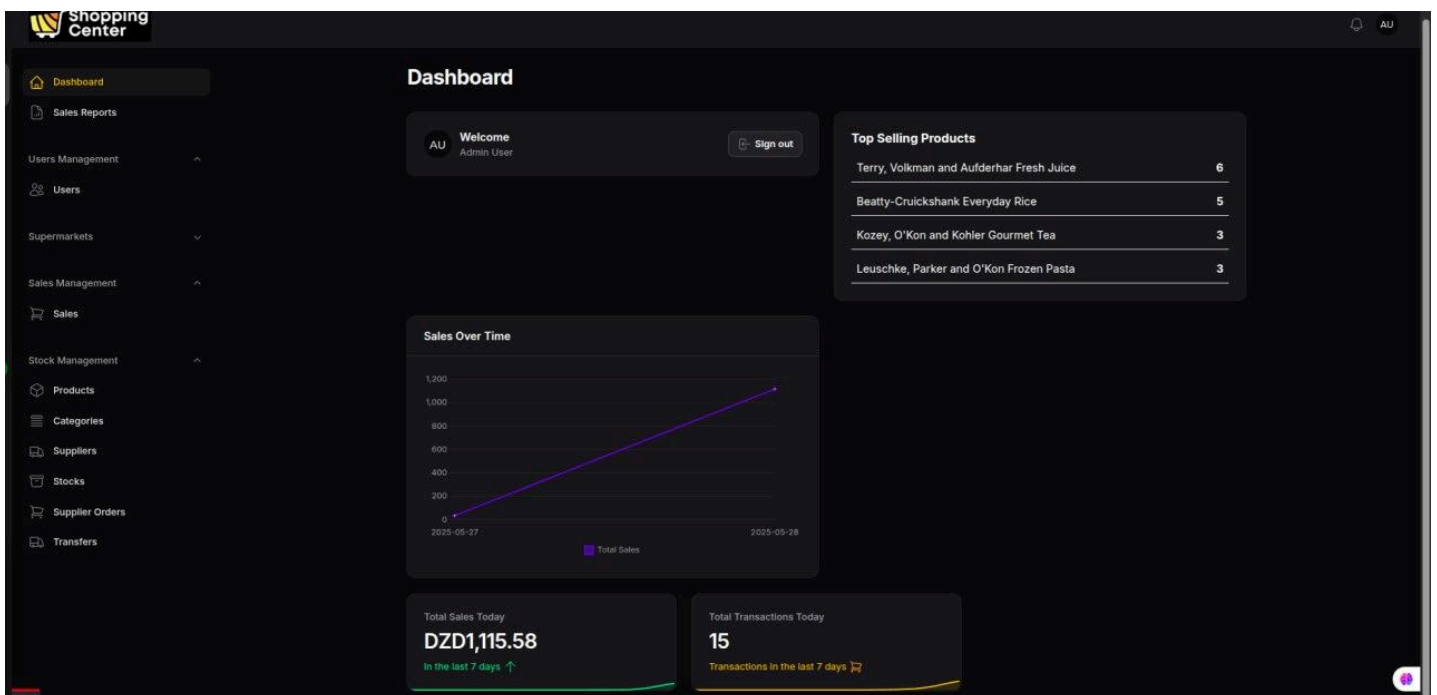 Shopping
Center
AU
Dashboard
Sales Reports
Users Management
Users
Supermarkets
Sales Management
Sales
Stock Management
Products
Categories
Suppliers
Stocks
Supplier Orders
Transfers
Dashboard
AU
Welcome
Admin User
Sign out
Top Selling Products
Terry, Volkman and Aufderhar Fresh Juice 6
Beatty-Cruickshank Everyday Rice 5
Kozey, O'Kon and Kohler Gourmet Tea 3
Leuschke, Parker and O'Kon Frozen Pasta 3
Sales Over Time
1,200
1,000
800
600
400
200
0
2025-05-27 2025-05-28
Total Sales
Total Sales Today
DZD1,115.58
In the last 7 days
Total Transactions Today
15
Transactions in the last 7 days